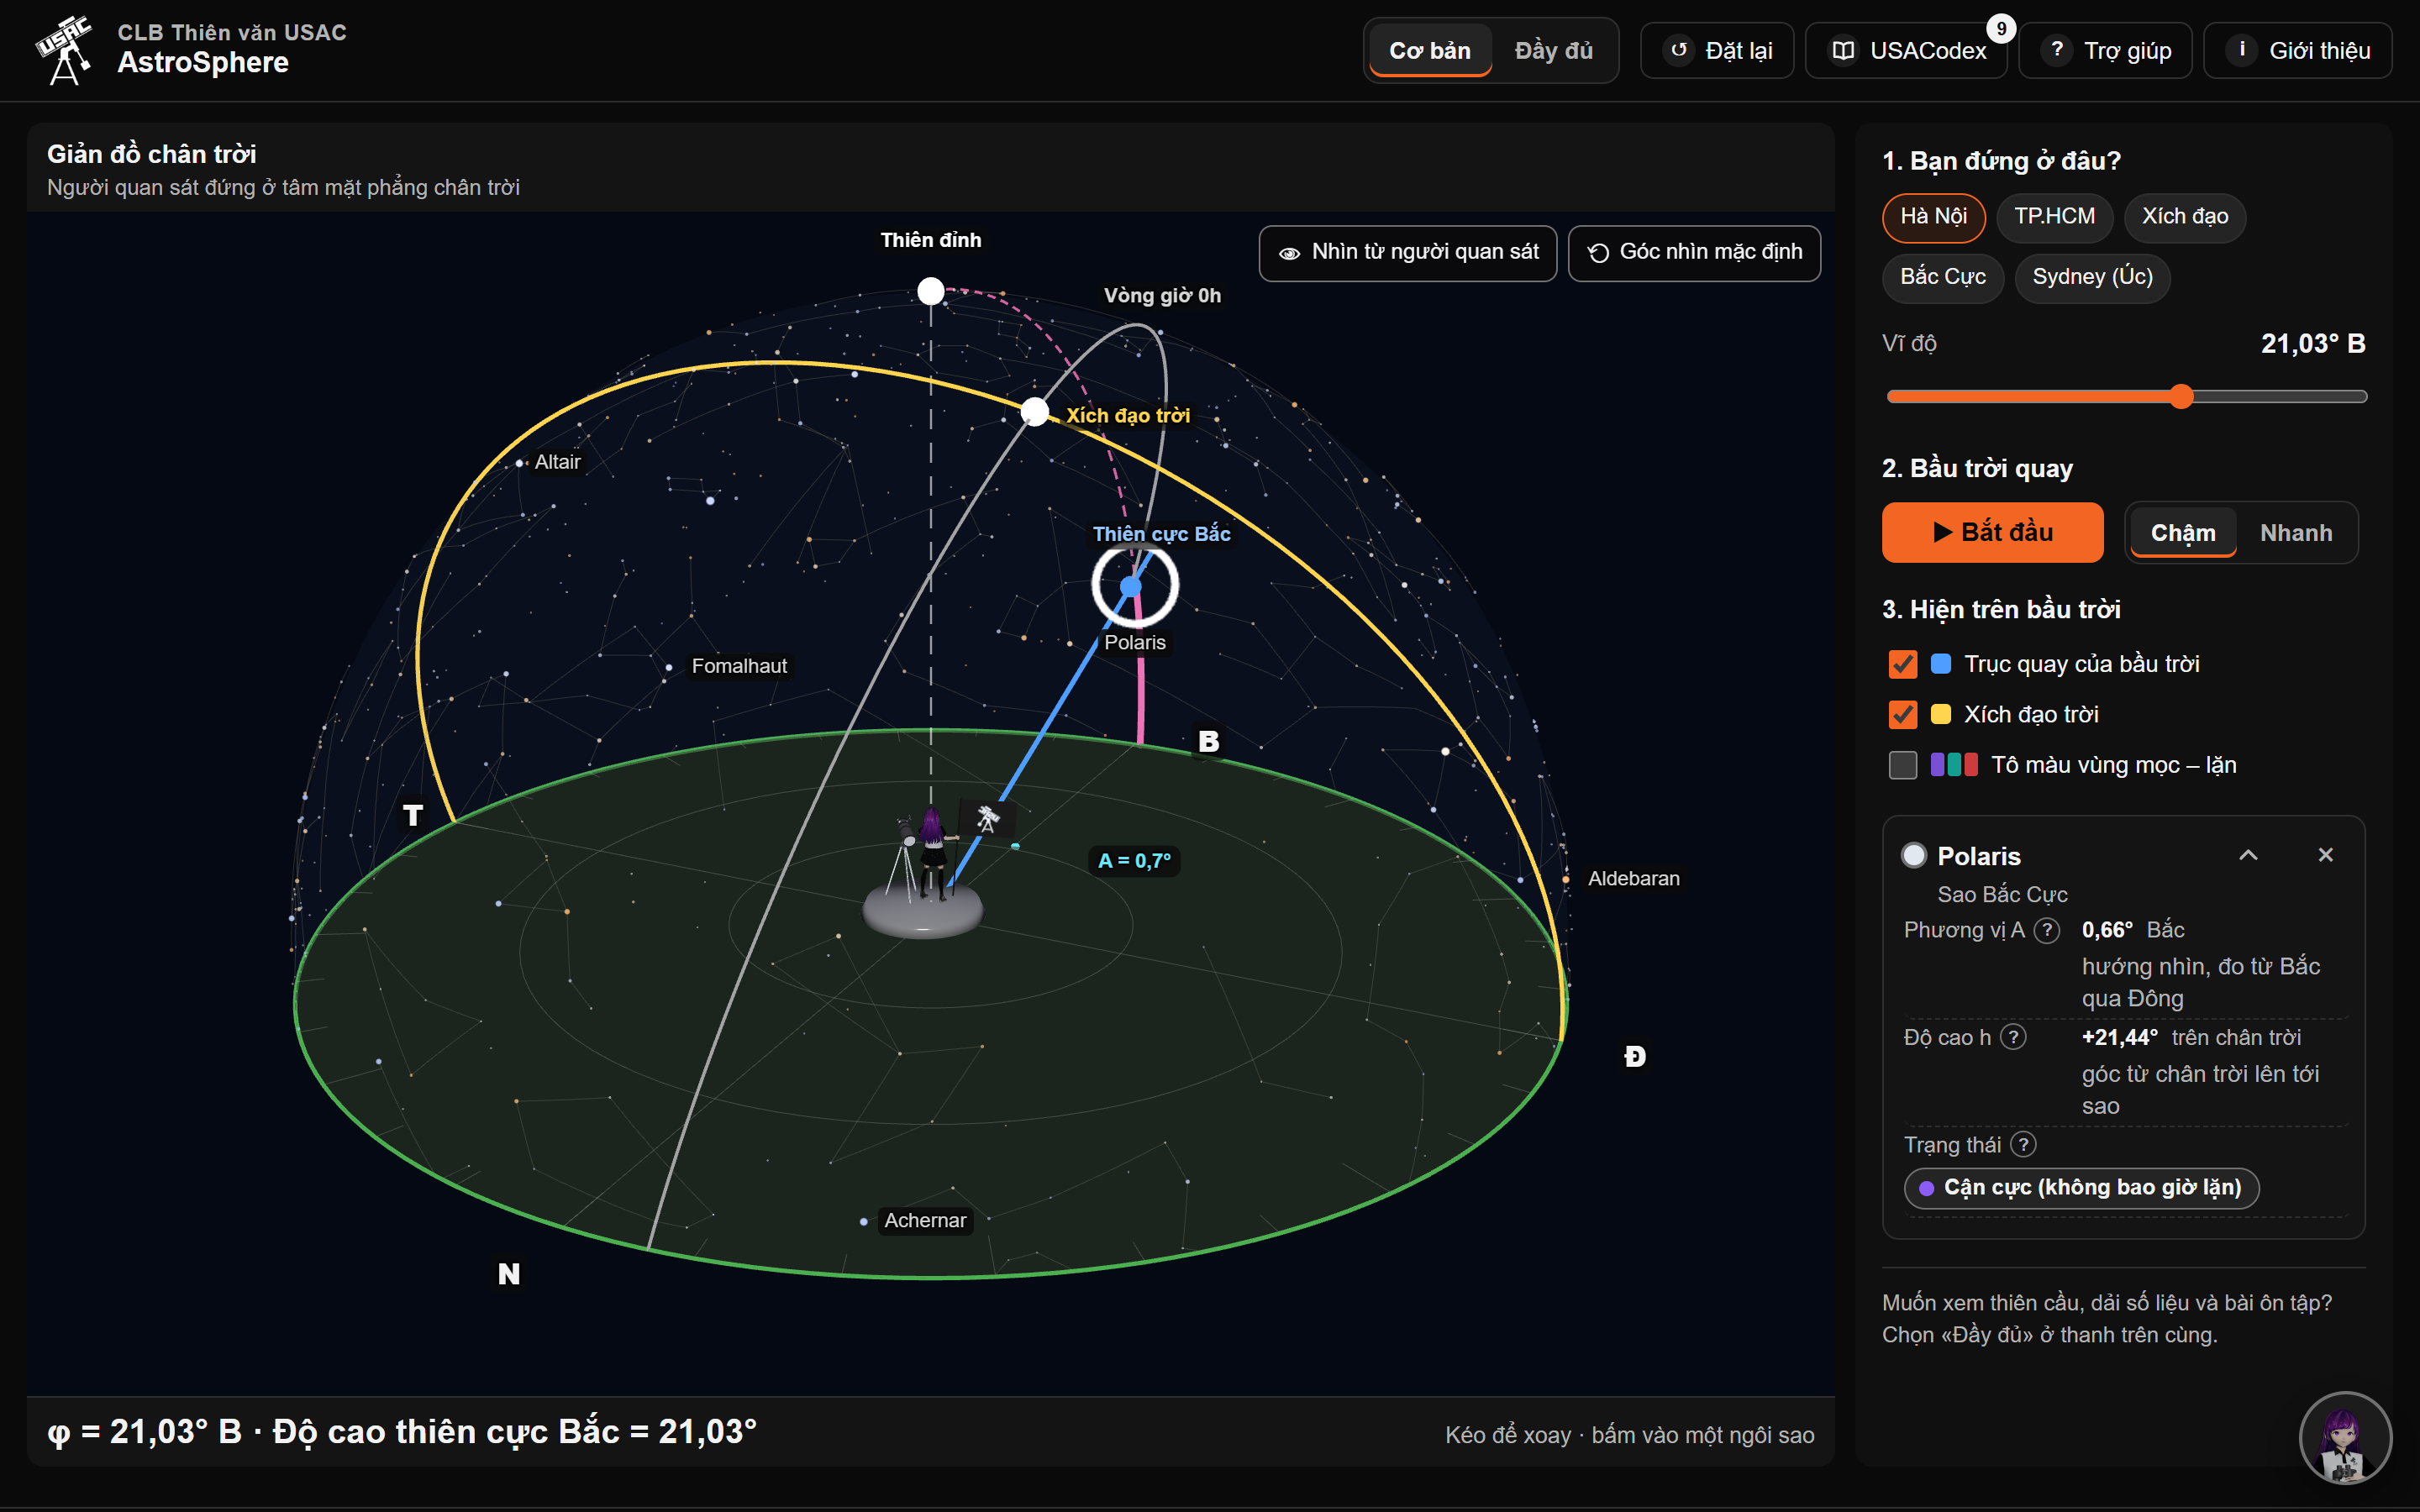 USAC
CLB Thiên văn USAC
AstroSphere
Cơ bản
Đầy đủ
Đặt lại
USACodex
9
? Trợ giúp
i Giới thiệu
Giản đồ chân trời
Người quan sát đứng ở tâm mặt phẳng chân trời
Nhìn từ người quan sát
Góc nhìn mặc định
Thiên đỉnh
Vòng giờ 0h
Xích đạo trời
Altair
Thiên cực Bắc
Polaris
Fomalhaut
B
T
A = 0,7°
Aldebaran
Đ
Achernar
N
φ = 21,03° B · Độ cao thiên cực Bắc = 21,03°
Kéo để xoay · bấm vào một ngôi sao
1. Bạn đứng ở đâu?
Hà Nội
TP.HCM
Xích đạo
Bắc Cực
Sydney (Úc)
Vĩ độ
21,03° B
2. Bầu trời quay
Bắt đầu
Chậm
Nhanh
3. Hiện trên bầu trời
Trục quay của bầu trời
Xích đạo trời
Tô màu vùng mọc – lặn
Polaris
Sao Bắc Cực
Phương vị A ? 0,66° Bắc
hướng nhìn, đo từ Bắc
qua Đông
Độ cao h ? +21,44° trên chân trời
góc từ chân trời lên tới
sao
Trạng thái ?
Cận cực (không bao giờ lặn)
Muốn xem thiên cầu, dải số liệu và bài ôn tập?
Chọn «Đầy đủ» ở thanh trên cùng.